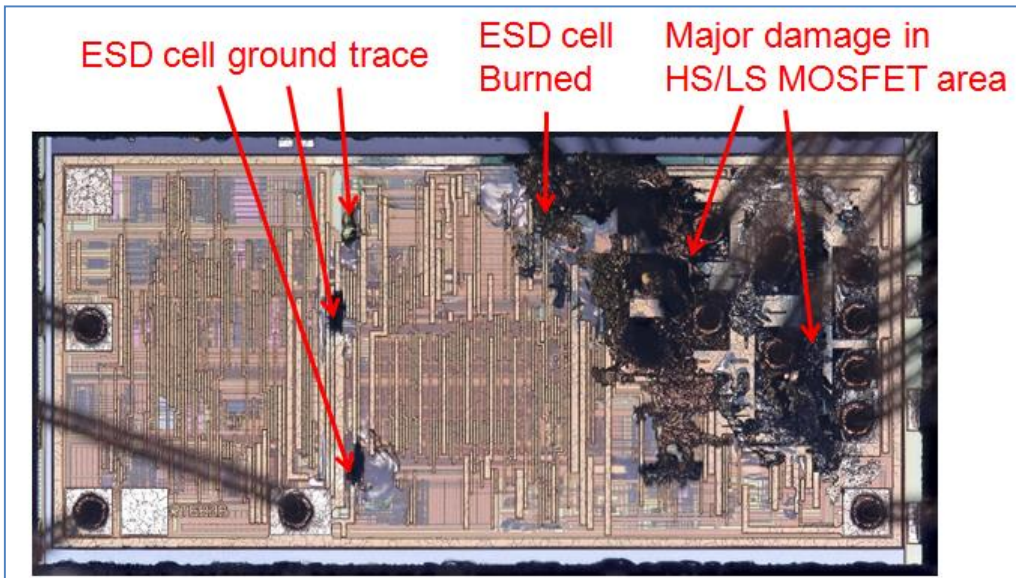 ESD cell ground trace
ESD cell
Burned
Major damage in
HS/LS MOSFET area